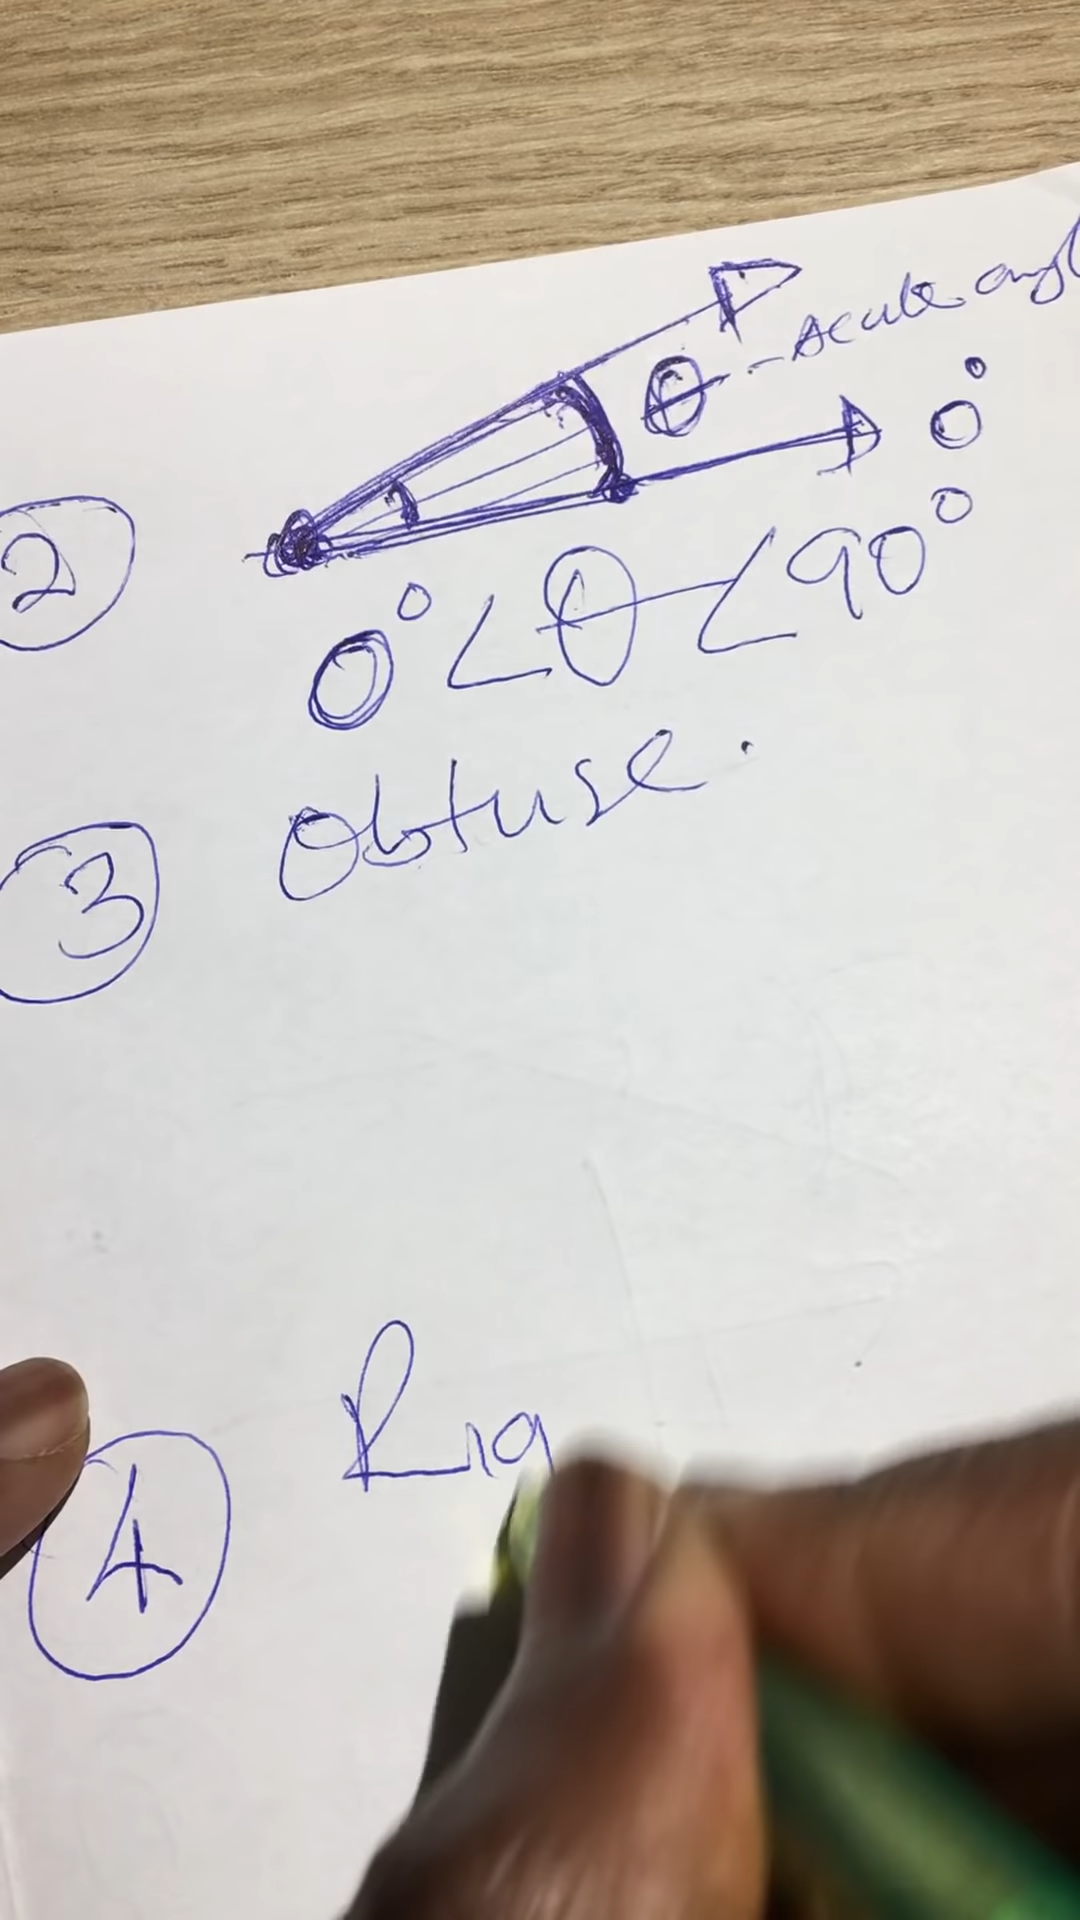 θ - Acute angl
0°
② 0° < θ < 90°
③ Obtuse.
④ Rig